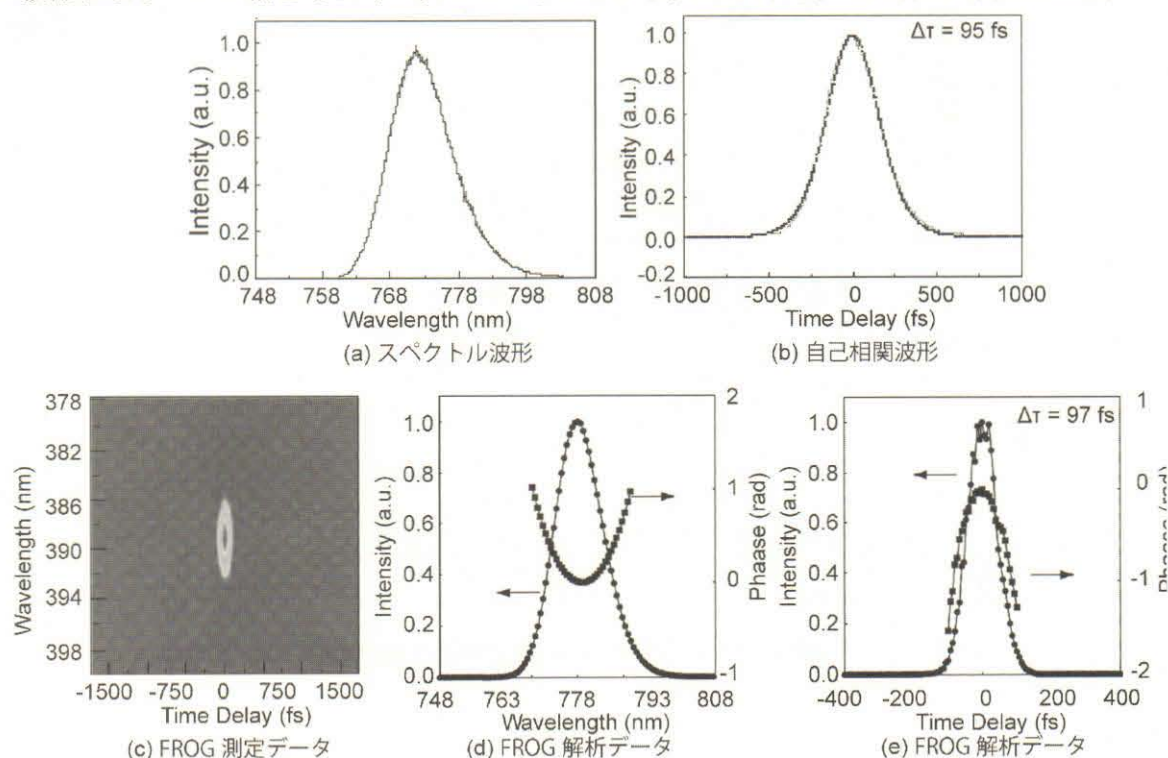 Δτ = 95 fs
Intensity (a.u.)
1.0
0.8
0.6
0.4
0.2
0.0
748 758 768 778 798 808
Wavelength (nm)
(a) スペクトル波形
Intensity (a.u.)
1.0
0.8
0.6
0.4
0.2
0.0
-0.2
-1000 -500 0 500 1000
Time Delay (fs)
(b) 自己相関波形
Wavelength (nm)
378
382
386
390
394
398
-1500 -750 0 750 1500
Time Delay (fs)
(c) FROG 測定データ
Intensity (a.u.)
1.0
0.8
0.6
0.4
0.2
0.0
2
1
0
-1
Phaase (rad)
748 763 778 793 808
Wavelength (nm)
(d) FROG 解析データ
Δτ = 97 fs
Intensity (a.u.)
1.0
0.8
0.6
0.4
0.2
0.0
1
0
-1
-2
Phaase (rad)
-400 -200 0 200 400
Time Delay (fs)
(e) FROG 解析データ